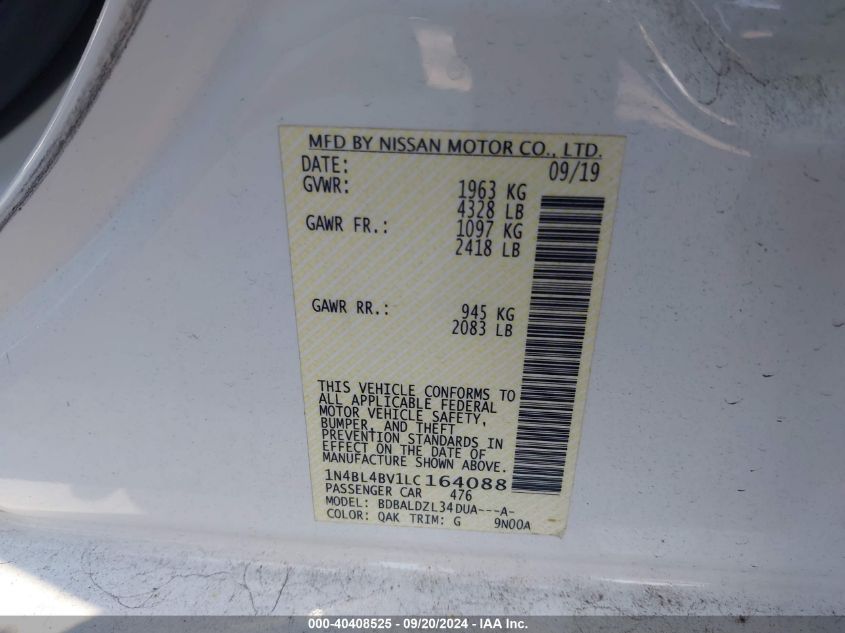 MFD BY NISSAN MOTOR CO., LTD.
DATE: 09/19
GVWR: 1963 KG
4328 LB
GAWR FR.: 1097 KG
2418 LB
GAWR RR.: 945 KG
2083 LB
THIS VEHICLE CONFORMS TO
ALL APPLICABLE FEDERAL
MOTOR VEHICLE SAFETY,
BUMPER, AND THEFT
PREVENTION STANDARDS IN
EFFECT ON THE DATE OF
MANUFACTURE SHOWN ABOVE.
1N4BL4BV1LC164088
PASSENGER CAR 476
MODEL: BDBALDZL34DUA---A-
COLOR: QAK TRIM: G 9N00A
000-40408525 - 09/20/2024 - IAA Inc.